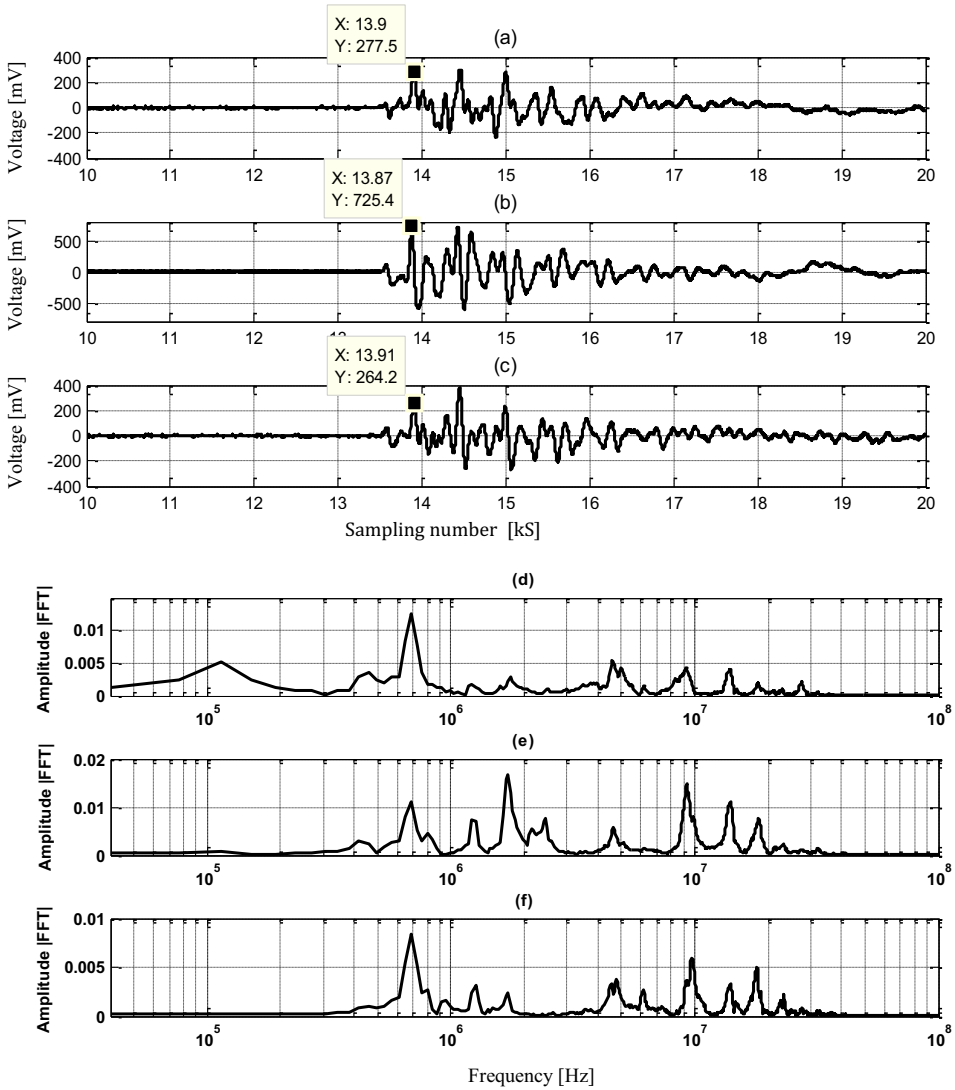 X: 13.9
Y: 277.5
(a)
Voltage [mV]
400
200
0
-200
-400
10 11 12 14 15 16 17 18 19 20
X: 13.87
Y: 725.4
(b)
Voltage [mV]
500
0
-500
10 11 12 14 15 16 17 18 19 20
X: 13.91
Y: 264.2
(c)
Voltage [mV]
400
200
0
-200
-400
10 11 12 13 14 15 16 17 18 19 20
Sampling number [kS]
(d)
Amplitude |FFT|
0.01
0.005
0
10^5 10^6 10^7 10^8
(e)
Amplitude |FFT|
0.02
0.01
0
10^5 10^6 10^7 10^8
(f)
Amplitude |FFT|
0.01
0.005
0
10^5 10^6 10^7 10^8
Frequency [Hz]